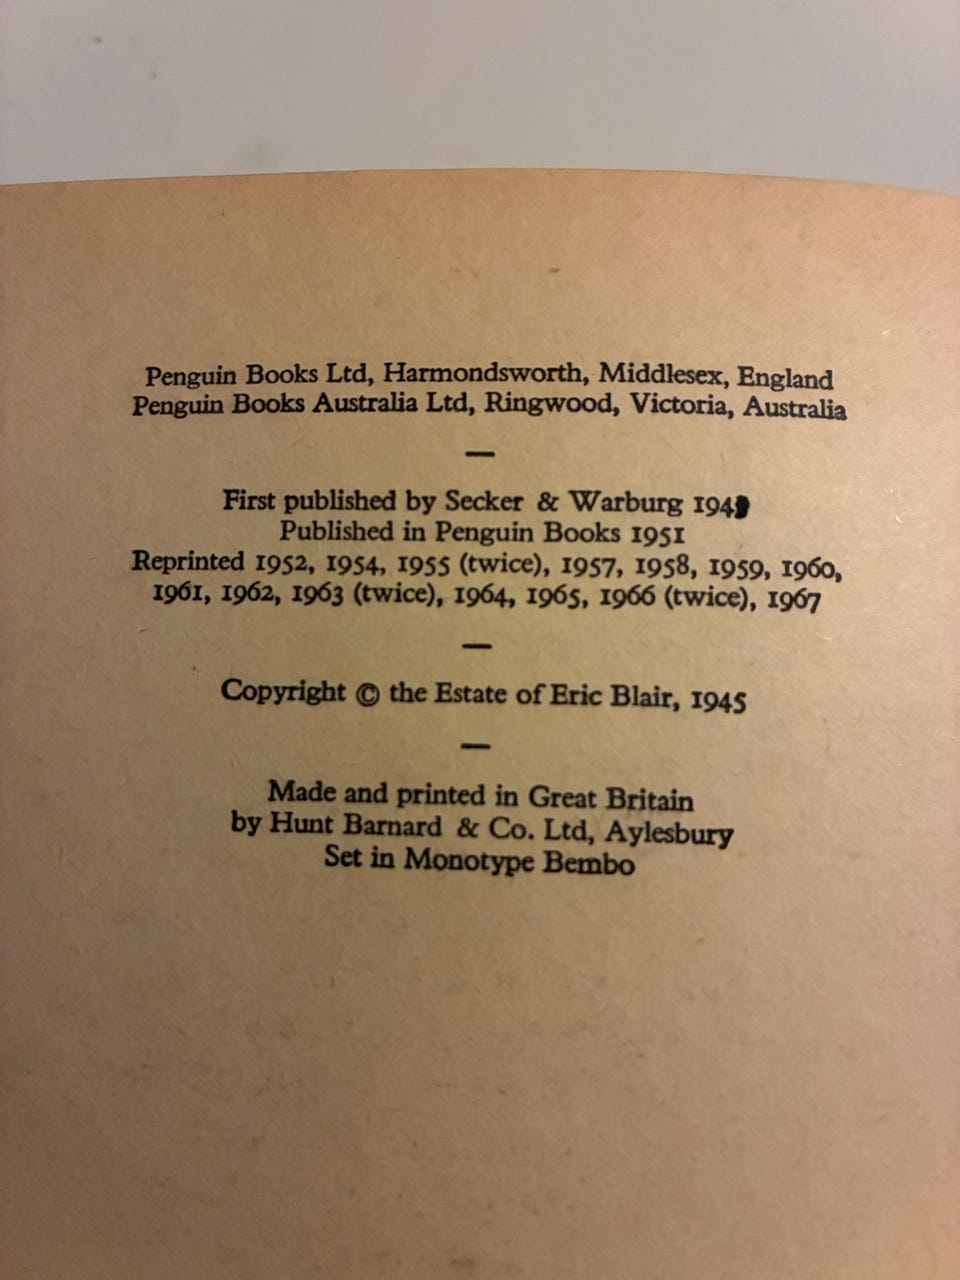 Penguin Books Ltd, Harmondsworth, Middlesex, England
Penguin Books Australia Ltd, Ringwood, Victoria, Australia
—
First published by Secker & Warburg
Published in Penguin Books 1951
Reprinted 1952, 1954, 1955 (twice), 1957, 1958, 1959, 1960,
1961, 1962, 1963 (twice), 1964, 1965, 1966 (twice), 1967
—
Copyright © the Estate of Eric Blair, 1945
—
Made and printed in Great Britain
by Hunt Barnard & Co. Ltd, Aylesbury
Set in Monotype Bembo